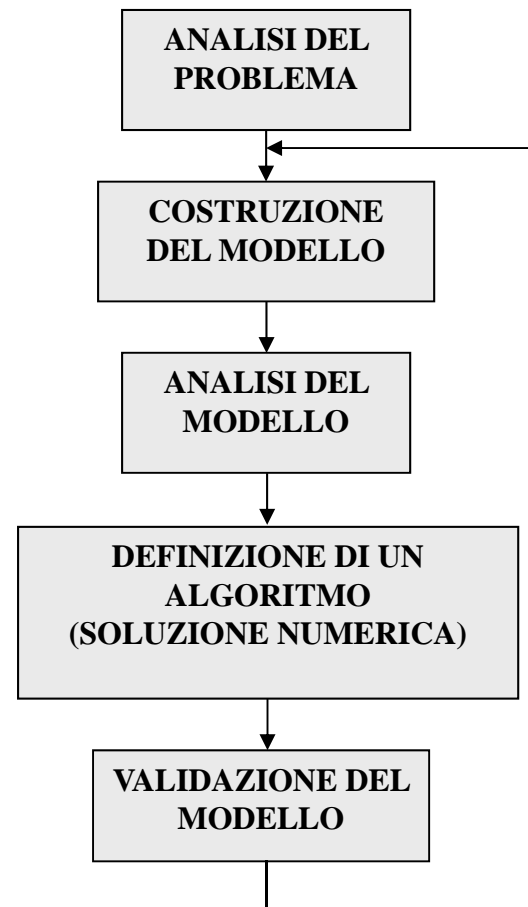 ANALISI DEL
PROBLEMA
COSTRUZIONE
DEL MODELLO
ANALISI DEL
MODELLO
DEFINIZIONE DI UN
ALGORITMO
(SOLUZIONE NUMERICA)
VALIDAZIONE DEL
MODELLO